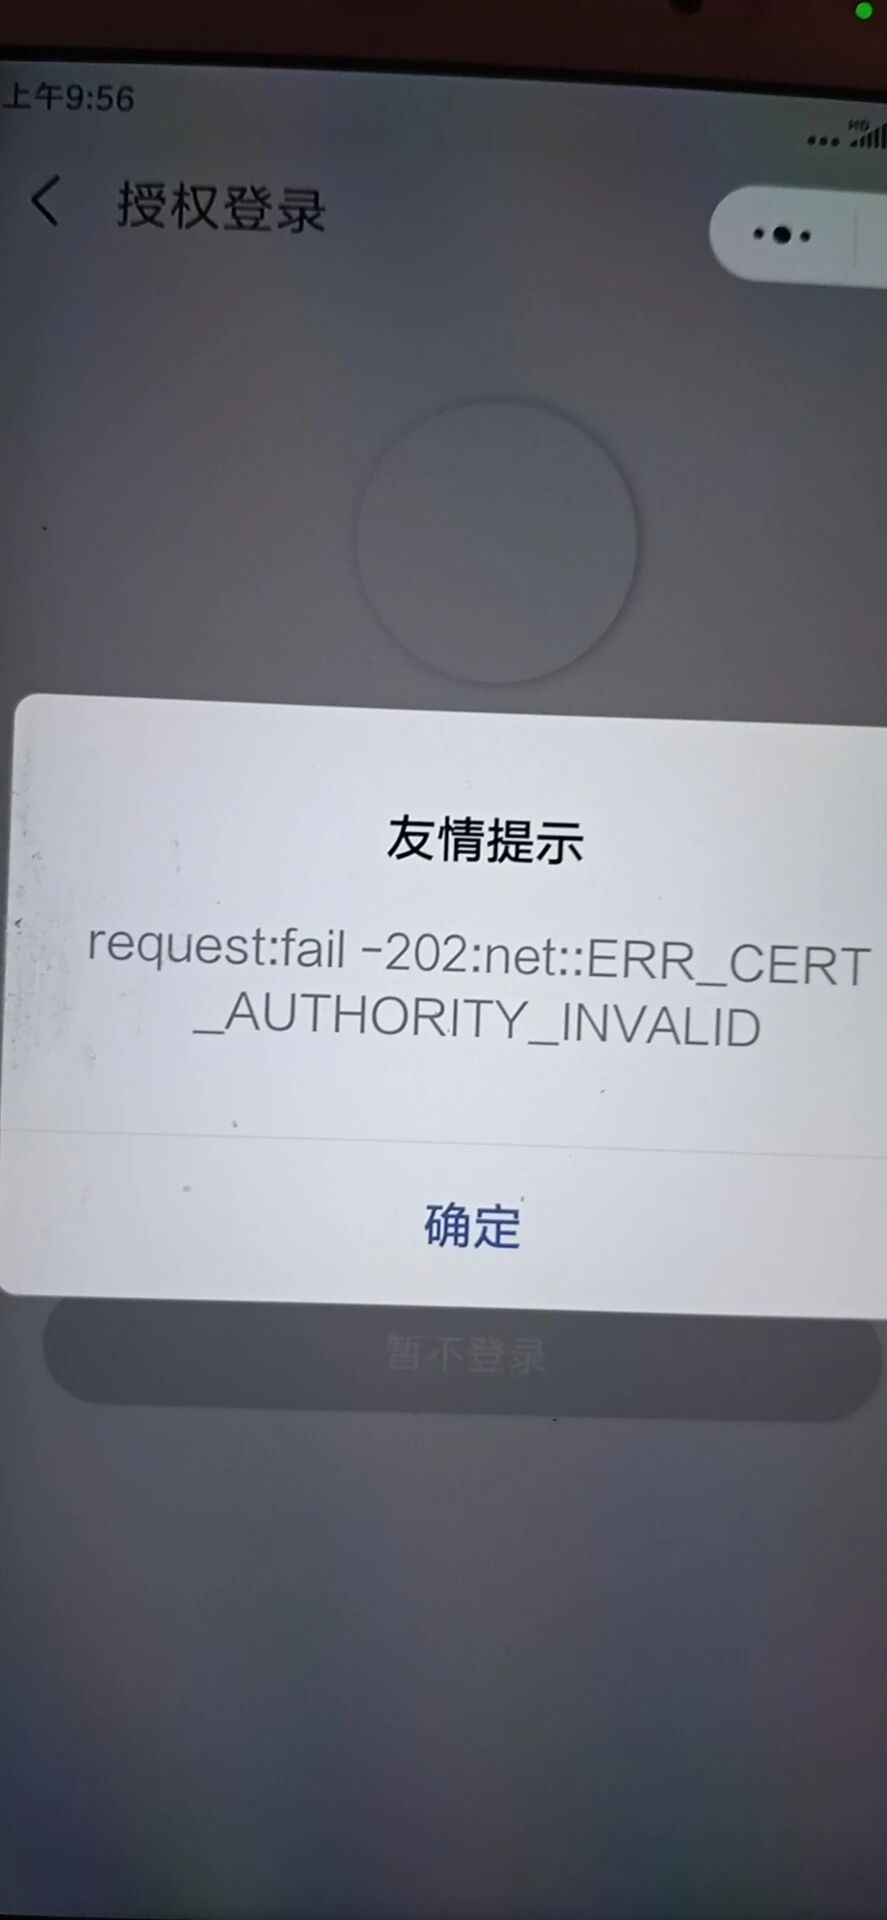 上午9:56
HD
授权登录
友情提示
request:fail -202:net::ERR_CERT
_AUTHORITY_INVALID
确定
暂不登录